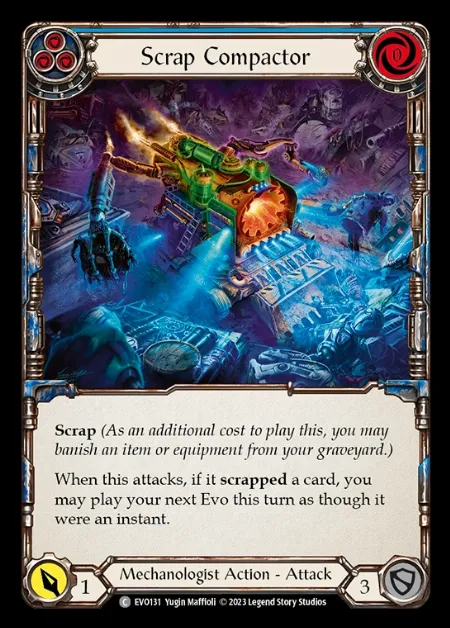 Scrap Compactor
0
Scrap (As an additional cost to play this, you may
banish an item or equipment from your graveyard.)
When this attacks, if it scrapped a card, you
may play your next Evo this turn as though it
were an instant.
1
Mechanologist Action - Attack
3
C EVO131 Yugin Maffioli © 2023 Legend Story Studios